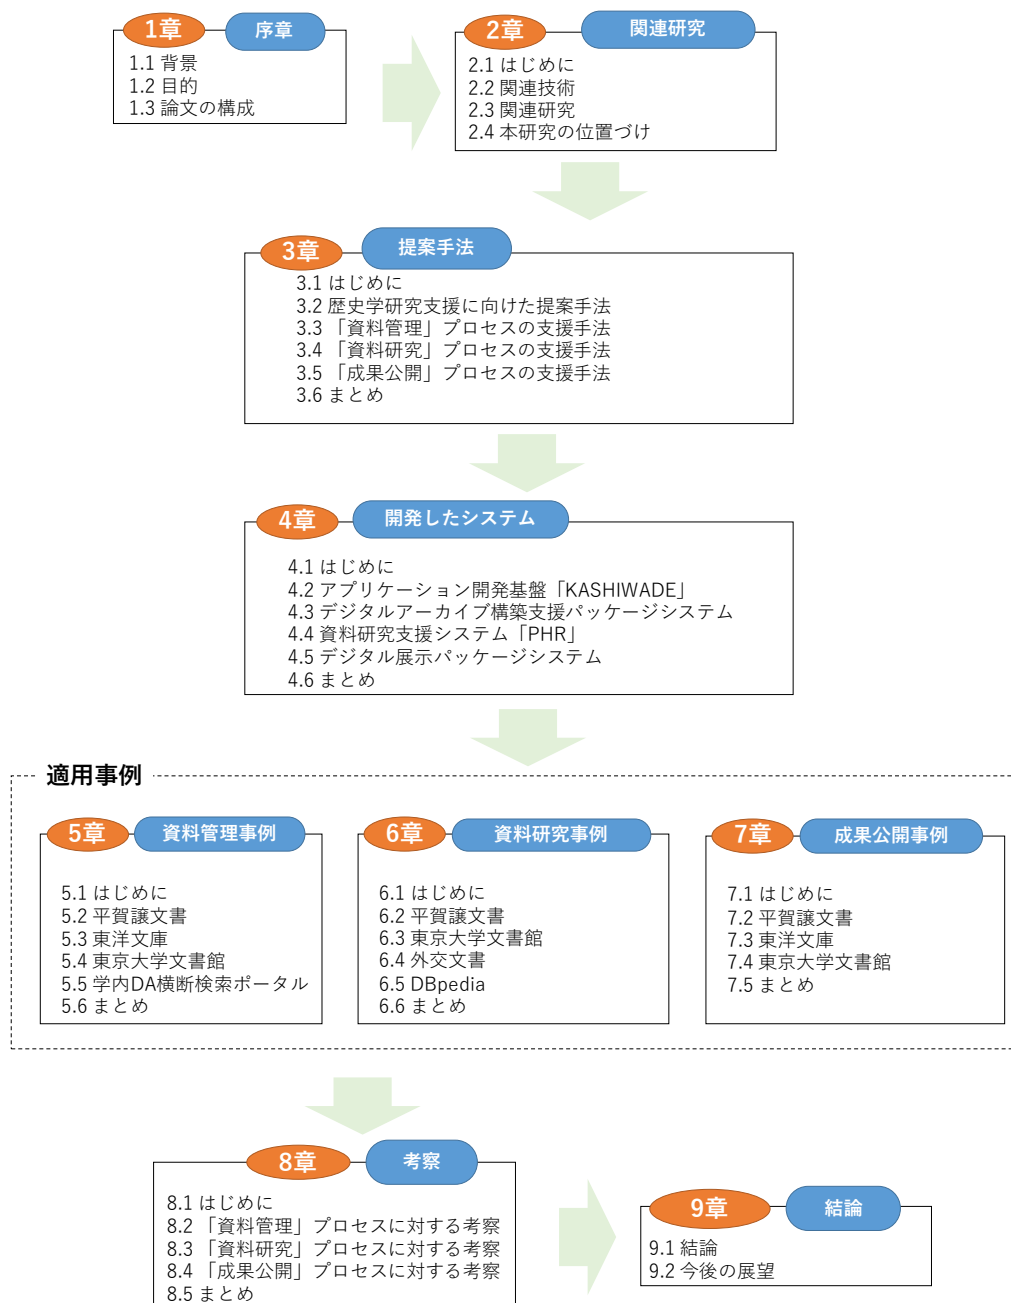 1章 序章
1.1 背景
1.2 目的
1.3 論文の構成
2章 関連研究
2.1 はじめに
2.2 関連技術
2.3 関連研究
2.4 本研究の位置づけ
3章 提案手法
3.1 はじめに
3.2 歴史学研究支援に向けた提案手法
3.3 「資料管理」プロセスの支援手法
3.4 「資料研究」プロセスの支援手法
3.5 「成果公開」プロセスの支援手法
3.6 まとめ
4章 開発したシステム
4.1 はじめに
4.2 アプリケーション開発基盤「KASHIWADE」
4.3 デジタルアーカイブ構築支援パッケージシステム
4.4 資料研究支援システム「PHR」
4.5 デジタル展示パッケージシステム
4.6 まとめ
適用事例
5章 資料管理事例
5.1 はじめに
5.2 平賀譲文書
5.3 東洋文庫
5.4 東京大学文書館
5.5 学内DA横断検索ポータル
5.6 まとめ
6章 資料研究事例
6.1 はじめに
6.2 平賀譲文書
6.3 東京大学文書館
6.4 外交文書
6.5 DBpedia
6.6 まとめ
7章 成果公開事例
7.1 はじめに
7.2 平賀譲文書
7.3 東洋文庫
7.4 東京大学文書館
7.5 まとめ
8章 考察
8.1 はじめに
8.2 「資料管理」プロセスに対する考察
8.3 「資料研究」プロセスに対する考察
8.4 「成果公開」プロセスに対する考察
8.5 まとめ
9章 結論
9.1 結論
9.2 今後の展望